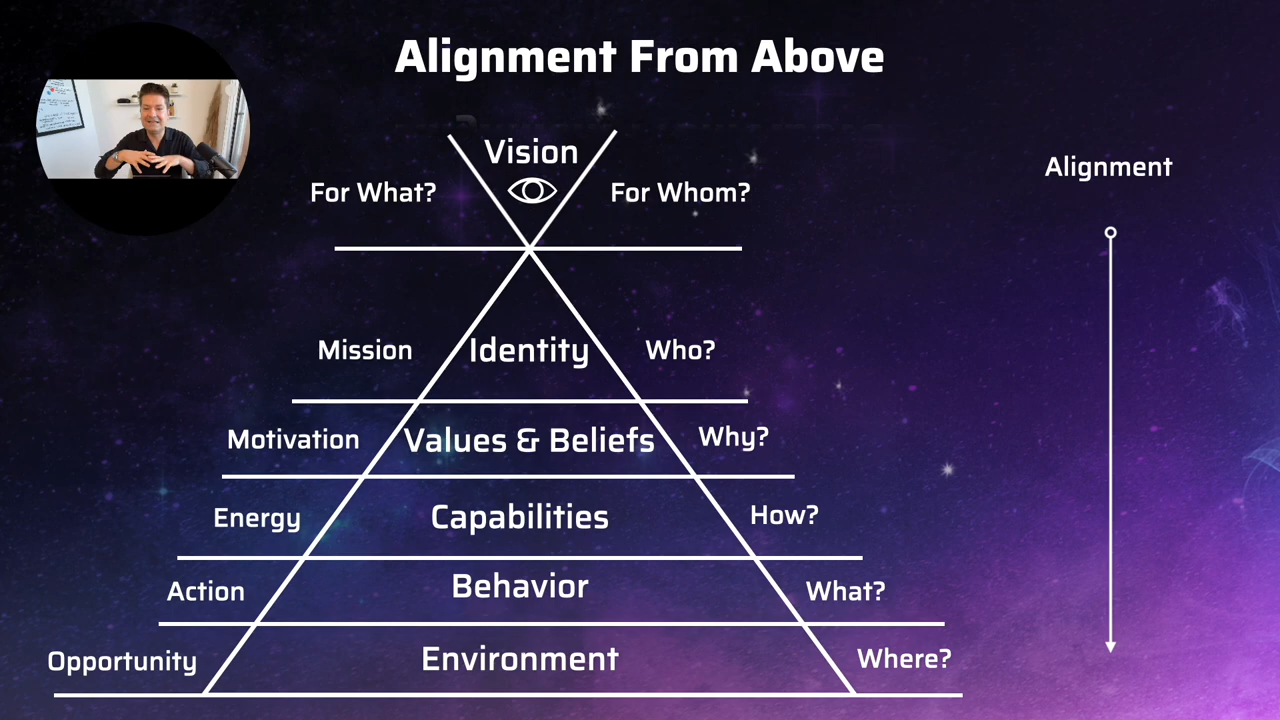 Alignment From Above
Vision
For What?
For Whom?
Alignment
Mission
Identity
Who?
Motivation
Values & Beliefs
Why?
Energy
Capabilities
How?
Action
Behavior
What?
Opportunity
Environment
Where?